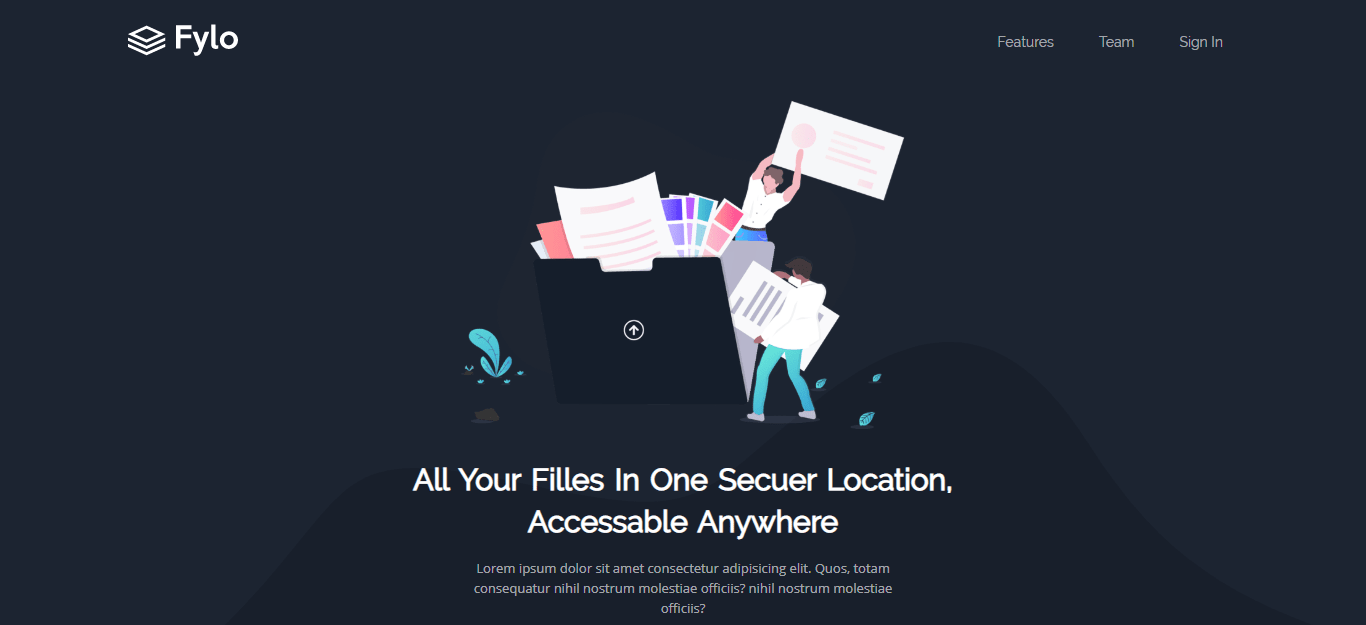 Fylo
Features Team Sign In
All Your Filles In One Secuer Location,
Accessable Anywhere
Lorem ipsum dolor sit amet consectetur adipisicing elit. Quos, totam
consequatur nihil nostrum molestiae officiis? nihil nostrum molestiae
officiis?